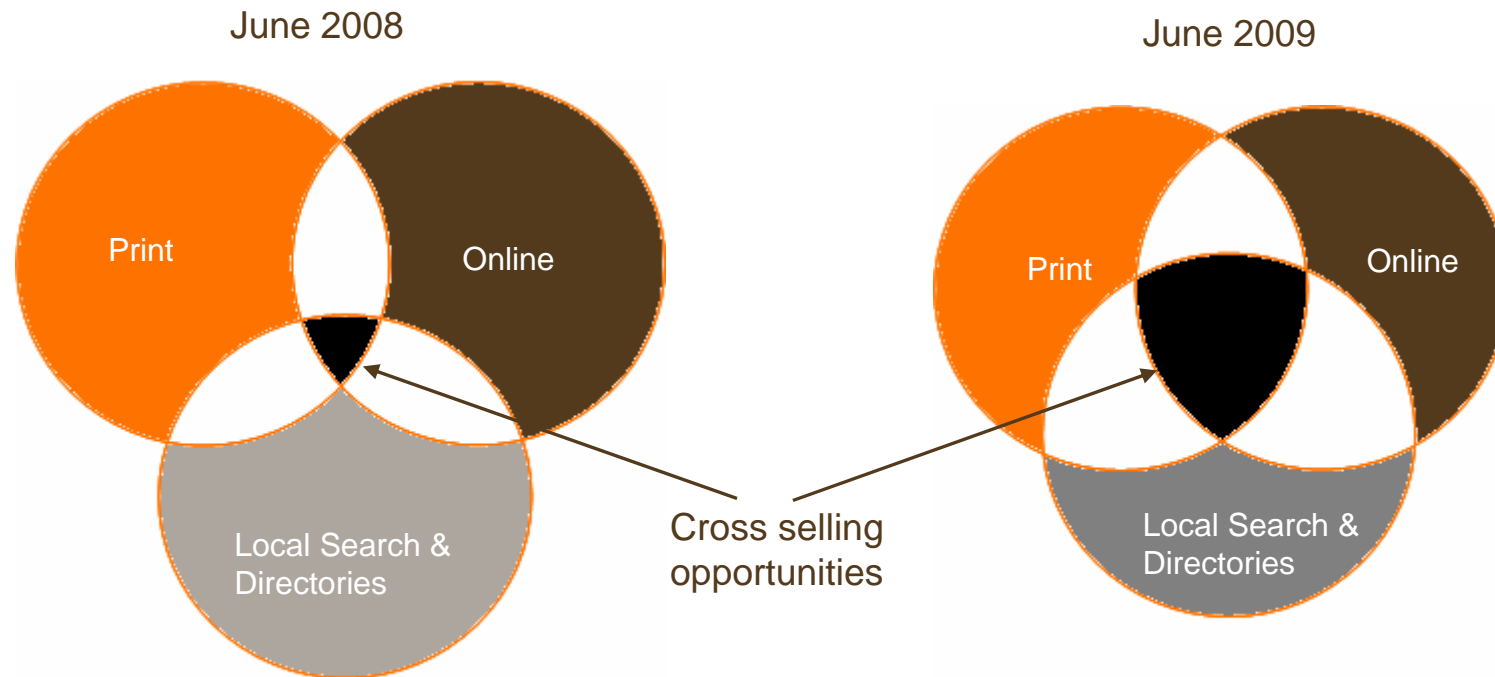 June 2008
June 2009
Print
Online
Print
Online
Local Search &
Directories
Cross selling
opportunities
Local Search &
Directories